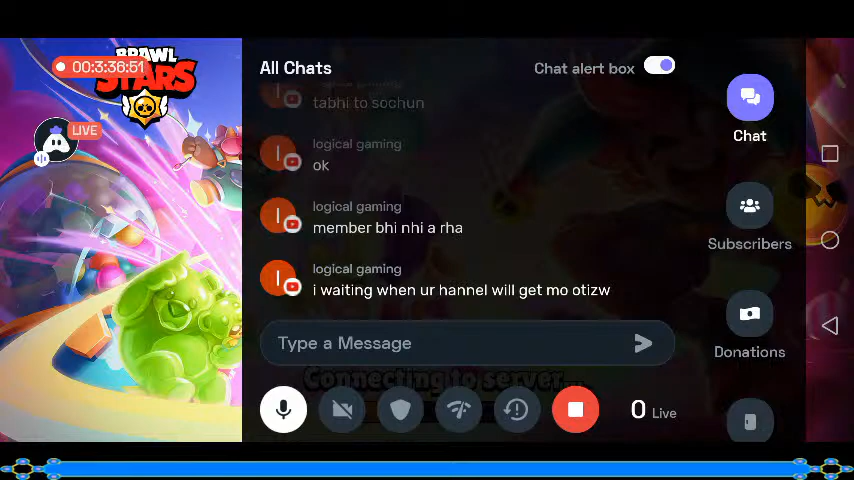 BRAWL
STARS
00:3:36:51
LIVE
All Chats
Chat alert box
tabhi to sochun
logical gaming
ok
logical gaming
member bhi nhi a rha
logical gaming
i waiting when ur hannel will get mo otizw
Type a Message
Connecting to server...
0 Live
Chat
Subscribers
Donations